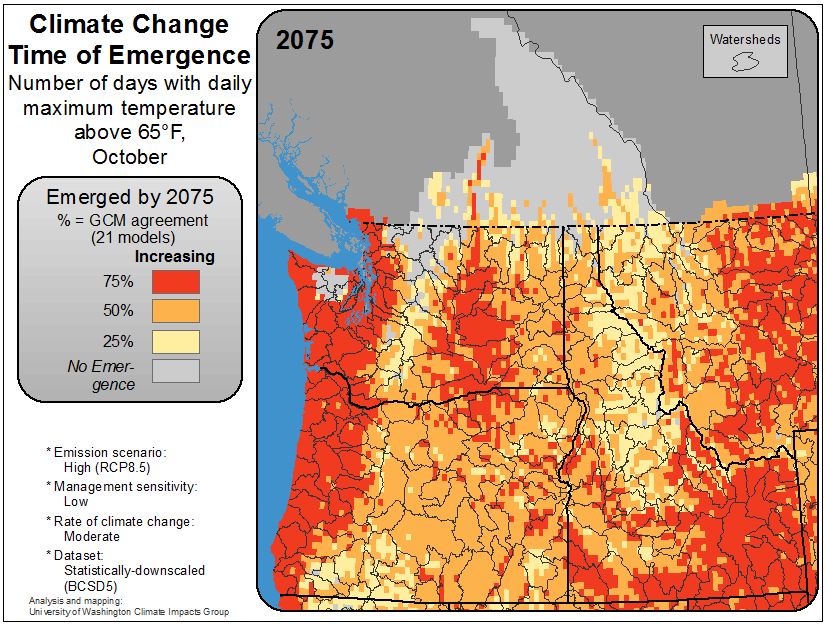 Climate Change
Time of Emergence
Number of days with daily
maximum temperature
above 65°F,
October
2075
Watersheds
Emerged by 2075
% = GCM agreement
(21 models)
Increasing
75%
50%
25%
No Emer-
gence
* Emission scenario:
High (RCP8.5)
* Management sensitivity:
Low
* Rate of climate change:
Moderate
* Dataset:
Statistically-downscaled
(BCSD5)
Analysis and mapping:
University of Washington Climate Impacts Group